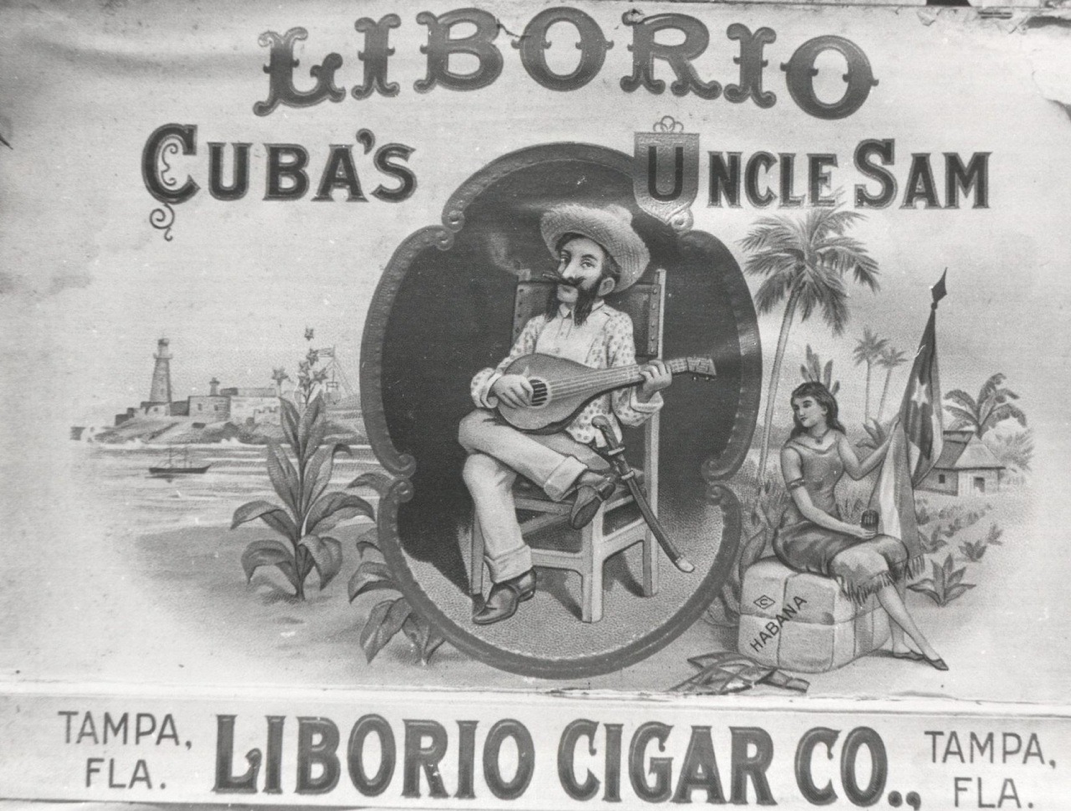 LIBORIO
CUBA'S UNCLE SAM
C
HABANA
TAMPA, FLA.
LIBORIO CIGAR CO.,
TAMPA, FLA.